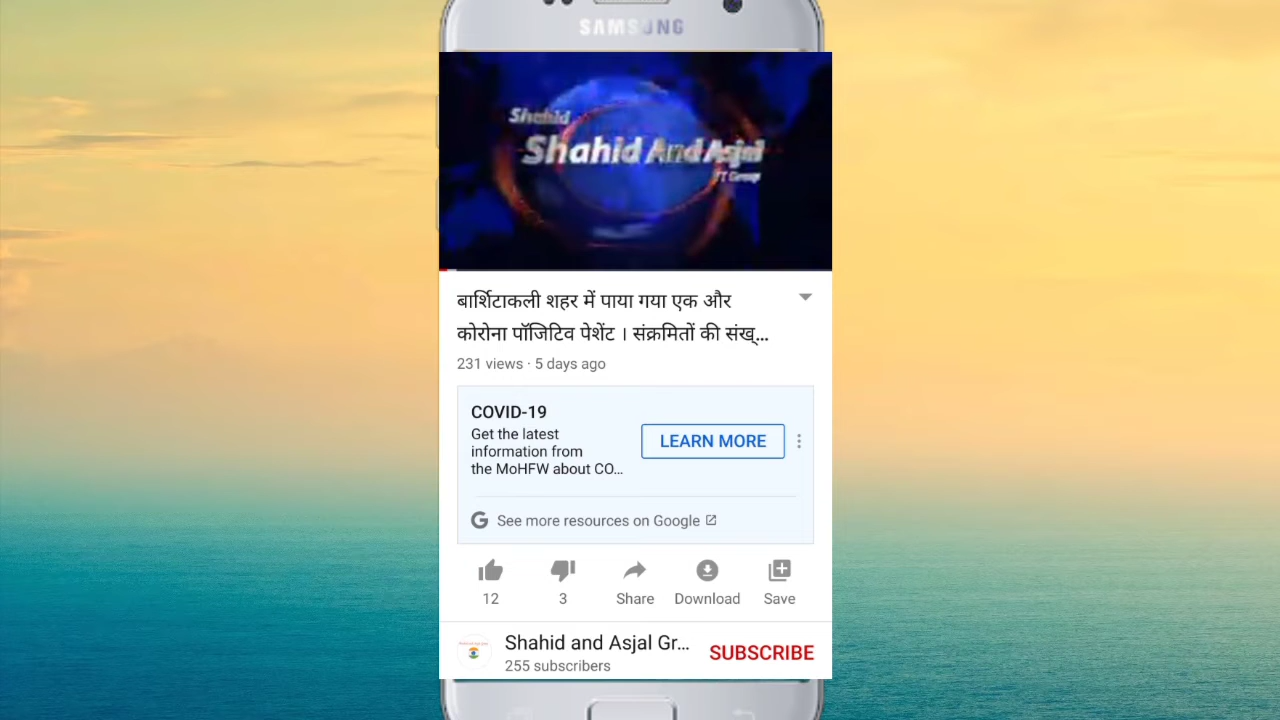 SAMSUNG
Shahid
Shahid And Asjal
IT Group
बार्शिटाकली शहर में पाया गया एक और
कोरोना पॉजिटिव पेशेंट । संक्रमितों की संख्...
231 views · 5 days ago
COVID-19
Get the latest
information from
the MoHFW about CO...
LEARN MORE
See more resources on Google
12
3
Share
Download
Save
Shahid and Asjal Gr...
255 subscribers
SUBSCRIBE